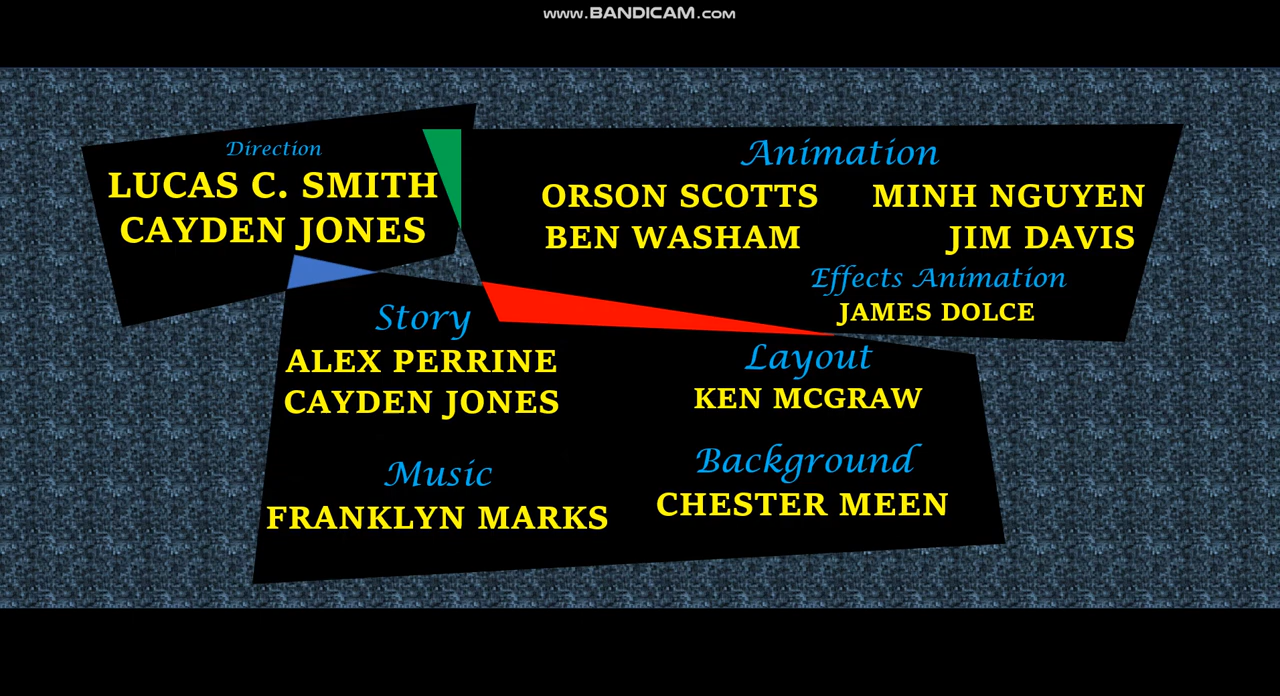 www.BANDICAM.com
Direction
LUCAS C. SMITH
CAYDEN JONES
Animation
ORSON SCOTTS MINH NGUYEN
BEN WASHAM JIM DAVIS
Effects Animation
JAMES DOLCE
Story
ALEX PERRINE
CAYDEN JONES
Layout
KEN MCGRAW
Music
FRANKLYN MARKS
Background
CHESTER MEEN